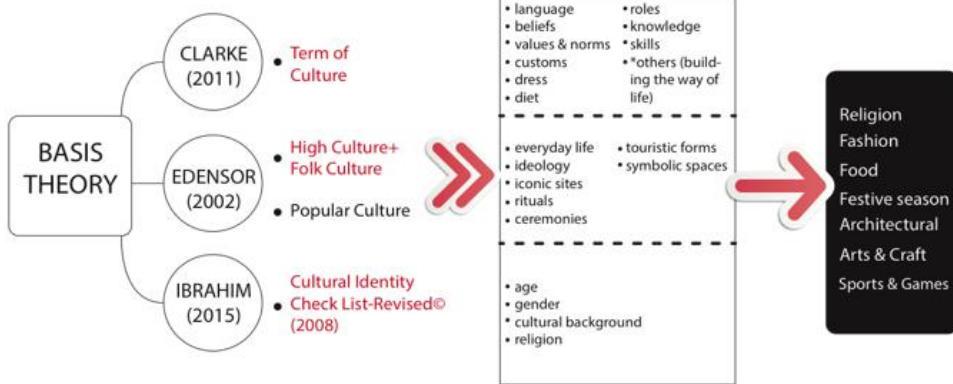 BASIS
THEORY
CLARKE
(2011)
• Term of
Culture
EDENSOR
(2002)
• High Culture+
Folk Culture
• Popular Culture
IBRAHIM
(2015)
• Cultural Identity
Check List-Revised©
(2008)
• language
• beliefs
• values & norms
• customs
• dress
• diet
• roles
• knowledge
• skills
• *others (build-
ing the way of
life)
• everyday life
• ideology
• iconic sites
• rituals
• ceremonies
• touristic forms
• symbolic spaces
• age
• gender
• cultural background
• religion
Religion
Fashion
Food
Festive season
Architectural
Arts & Craft
Sports & Games